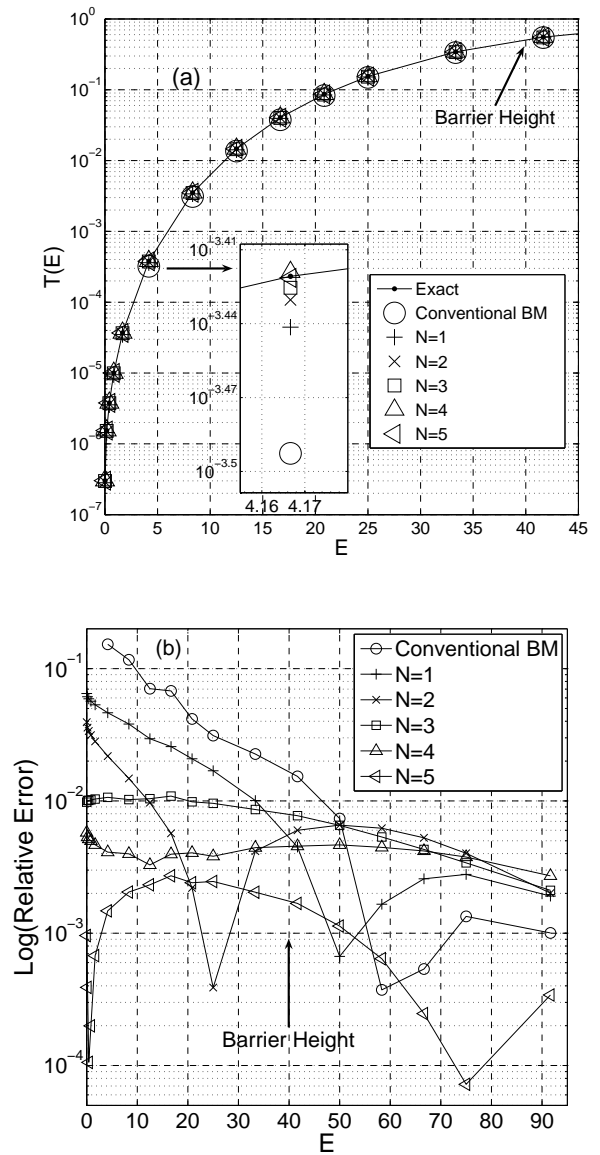 10^0
10^-1
10^-2
10^-3
10^-4
10^-5
10^-6
10^-7
T(E)
(a)
Barrier Height
10^-3.41
10^-3.44
10^-3.47
10^-3.5
4.16 4.17
Exact
Conventional BM
N=1
N=2
N=3
N=4
N=5
0 5 10 15 20 25 30 35 40 45
E
(b)
Conventional BM
N=1
N=2
N=3
N=4
N=5
10^-1
10^-2
10^-3
10^-4
Log(Relative Error)
Barrier Height
0 10 20 30 40 50 60 70 80 90
E